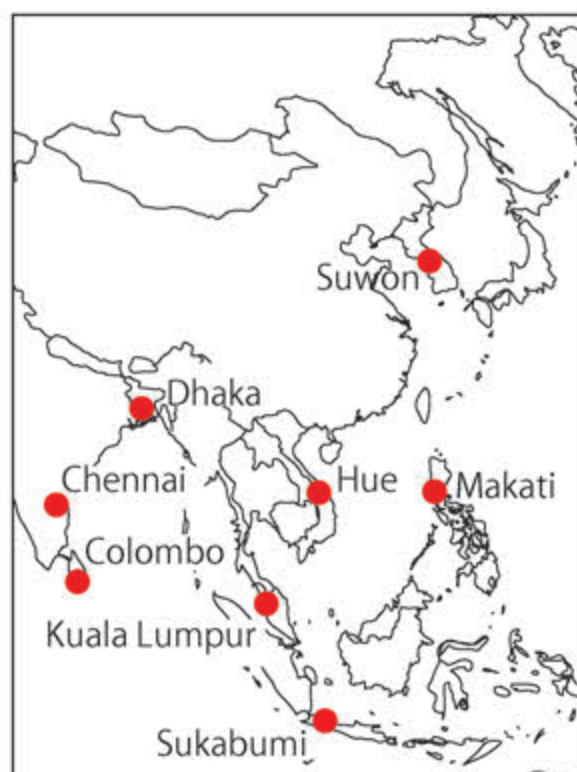 Suwon
Dhaka
Chennai
Hue
Makati
Colombo
Kuala Lumpur
Sukabumi